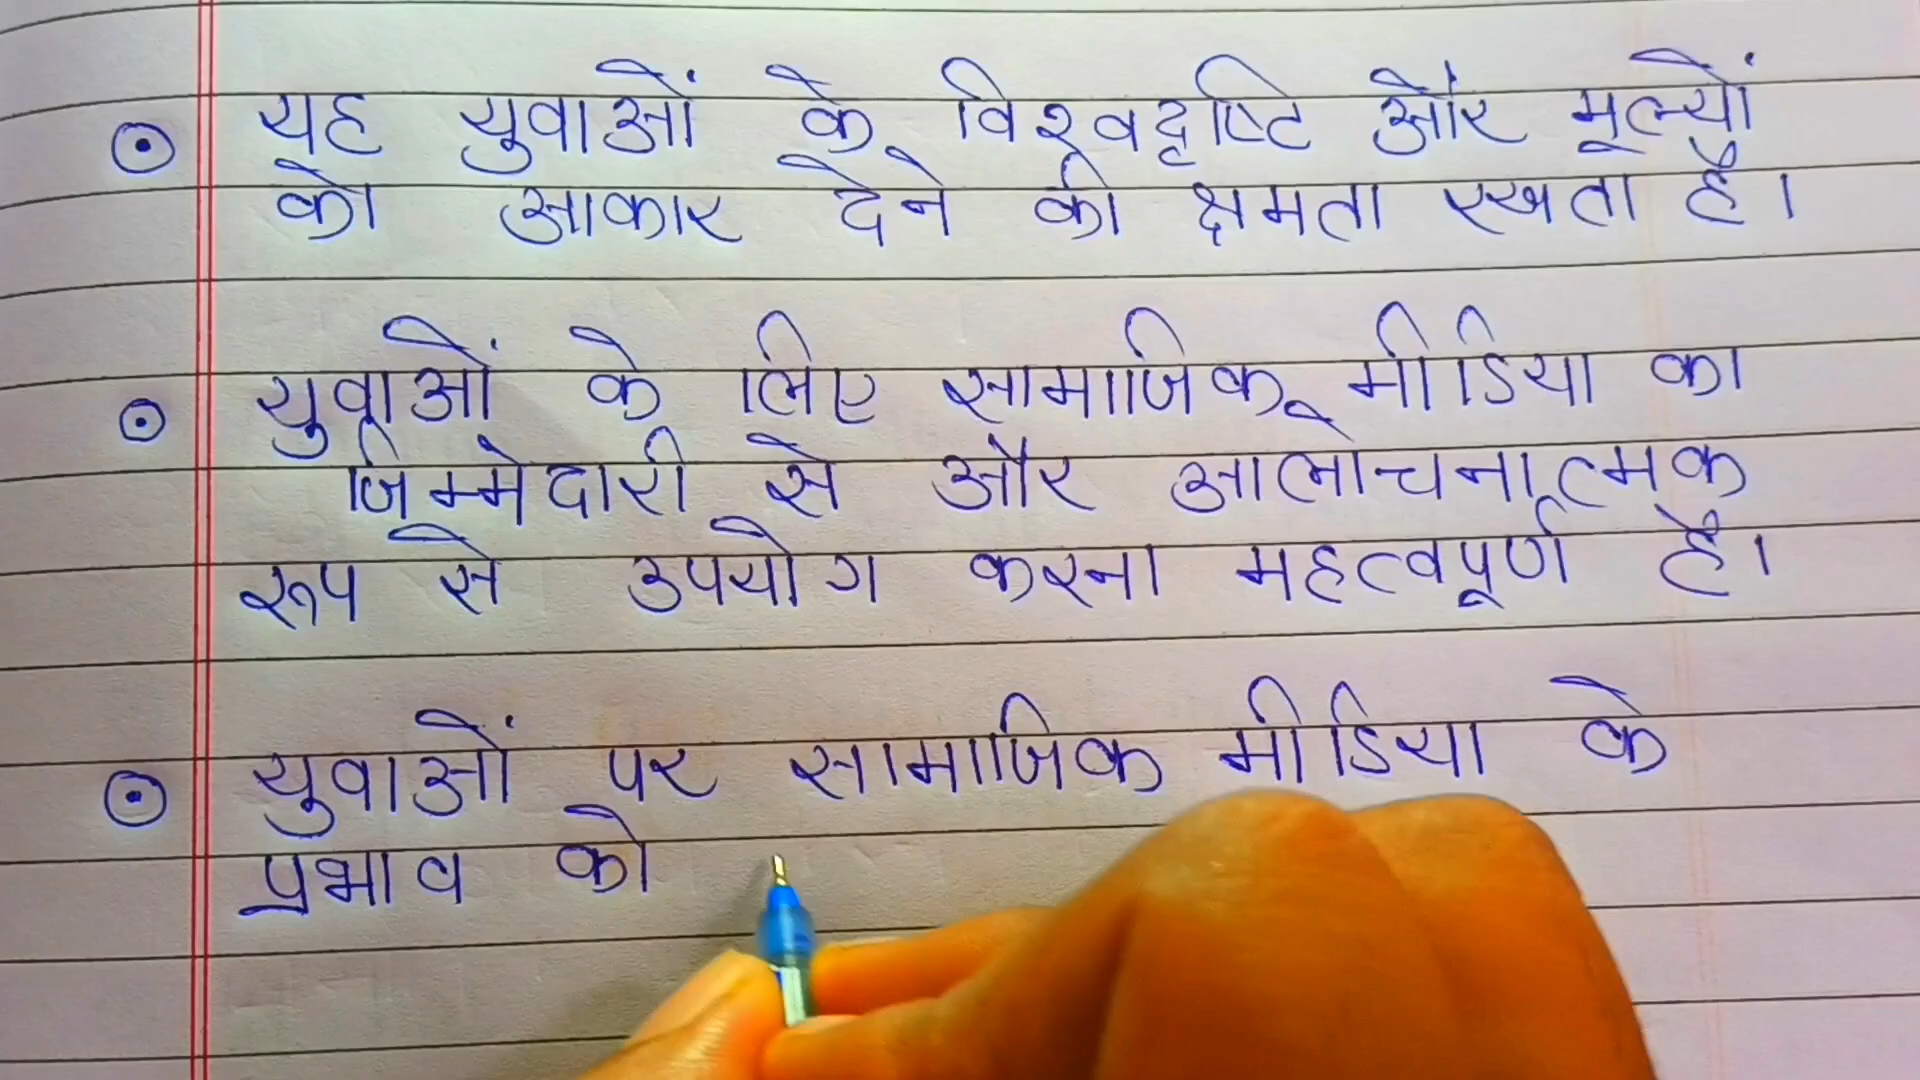 यह युवाओं के विश्वदृष्टि और मूल्यों
को आकार देने की क्षमता रखता है।
युवाओं के लिए सामाजिक मीडिया का
जिम्मेदारी से और आलोचनात्मक
रूप से उपयोग करना महत्वपूर्ण है।
युवाओं पर सामाजिक मीडिया के
प्रभाव को